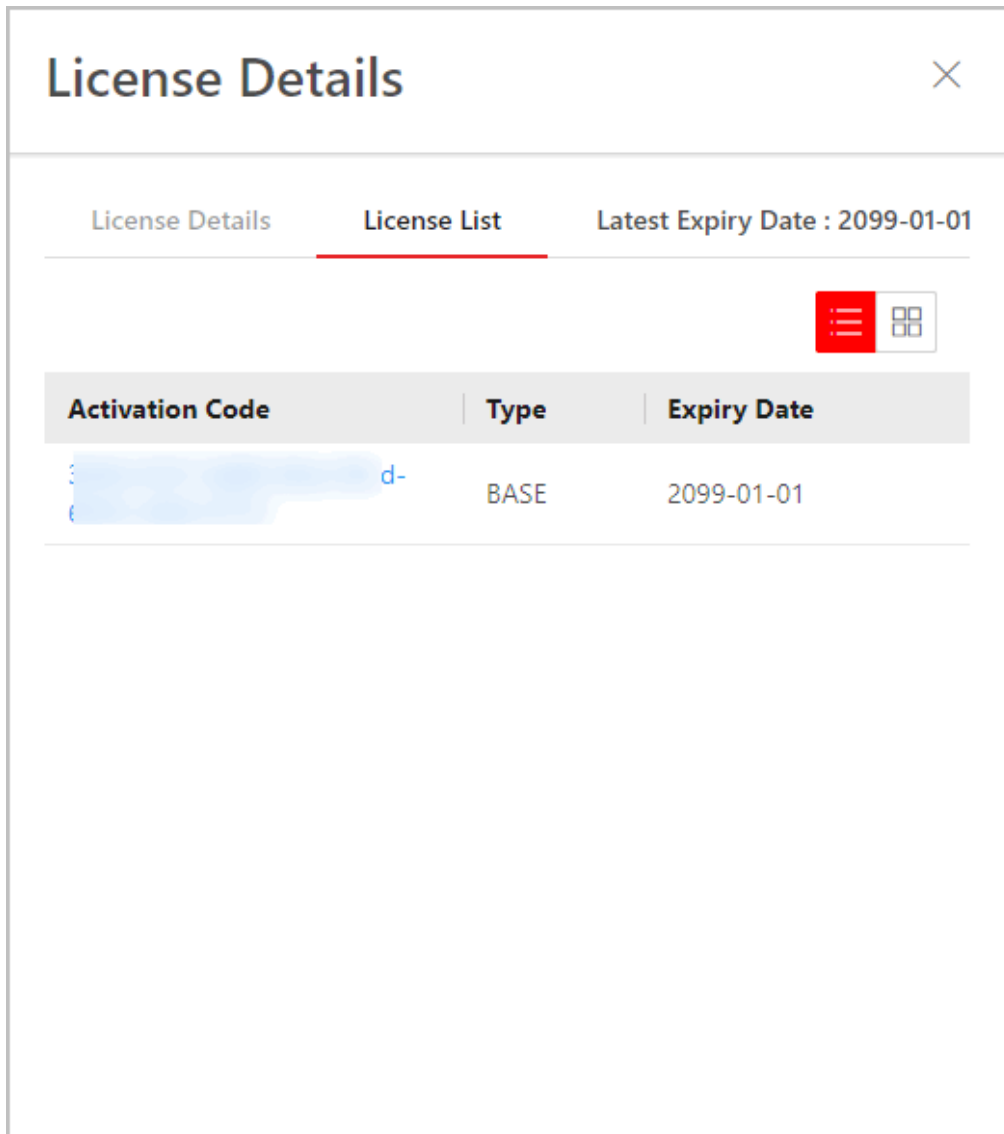 License Details
License Details License List Latest Expiry Date : 2099-01-01
Activation Code Type Expiry Date
d-
BASE 2099-01-01